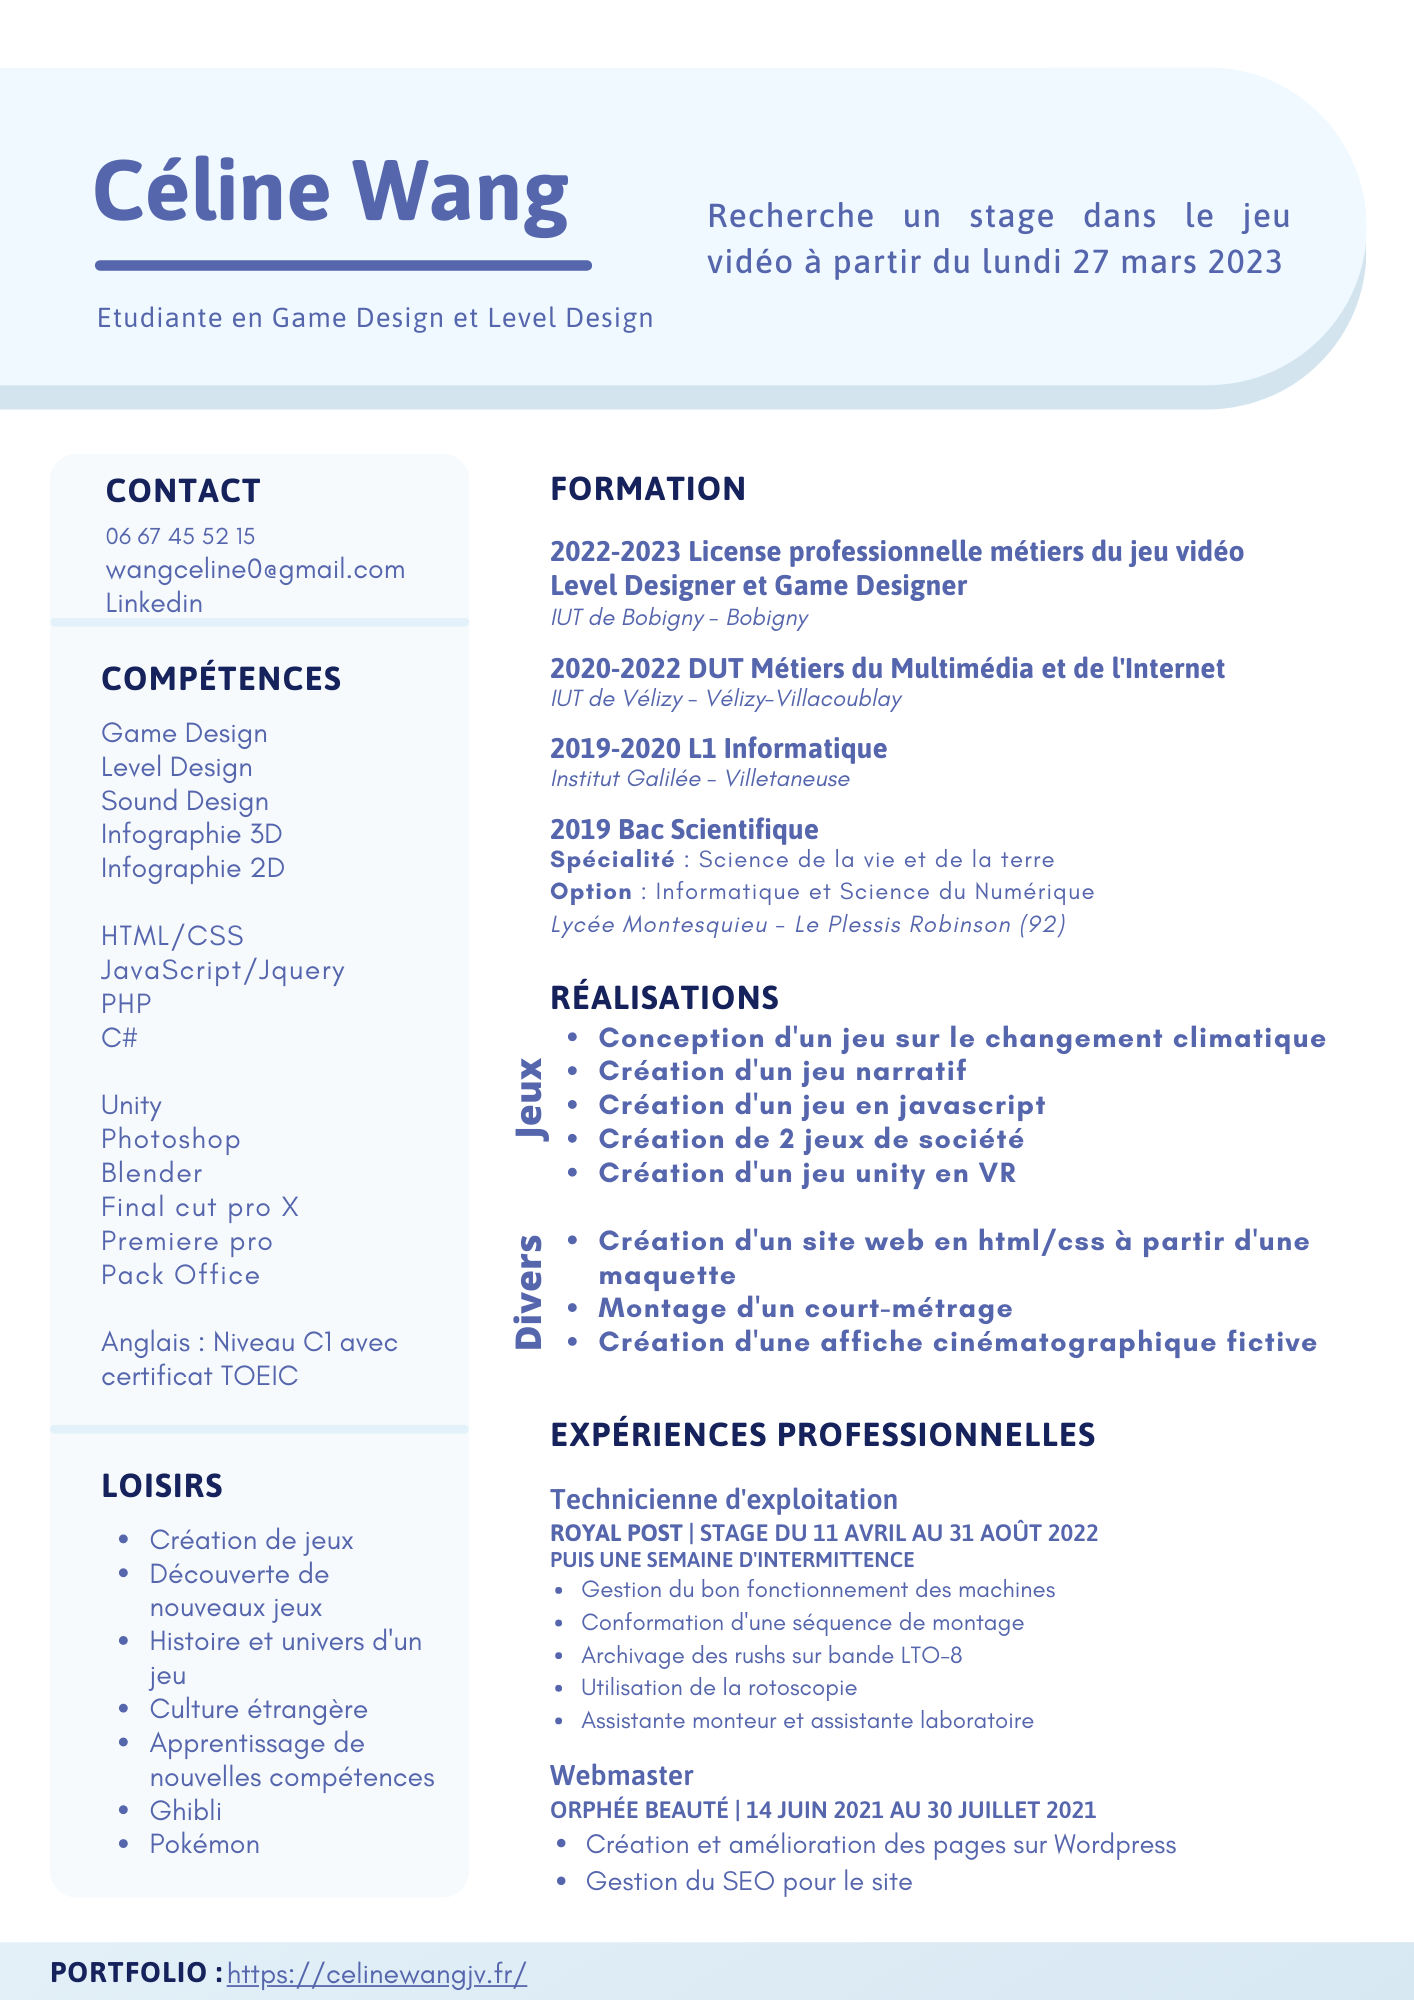 Céline Wang
Etudiante en Game Design et Level Design
Recherche un stage dans le jeu
vidéo à partir du lundi 27 mars 2023
CONTACT
06 67 45 52 15
wangceline0@gmail.com
Linkedin
COMPÉTENCES
Game Design
Level Design
Sound Design
Infographie 3D
Infographie 2D
HTML/CSS
JavaScript/Jquery
PHP
C#
Unity
Photoshop
Blender
Final cut pro X
Premiere pro
Pack Office
Anglais : Niveau C1 avec
certificat TOEIC
LOISIRS
• Création de jeux
• Découverte de
nouveaux jeux
• Histoire et univers d'un
jeu
• Culture étrangère
• Apprentissage de
nouvelles compétences
• Ghibli
• Pokémon
FORMATION
2022-2023 License professionnelle métiers du jeu vidéo
Level Designer et Game Designer
IUT de Bobigny - Bobigny
2020-2022 DUT Métiers du Multimédia et de l'Internet
IUT de Vélizy - Vélizy-Villacoublay
2019-2020 L1 Informatique
Institut Galilée - Villetaneuse
2019 Bac Scientifique
Spécialité : Science de la vie et de la terre
Option : Informatique et Science du Numérique
Lycée Montesquieu - Le Plessis Robinson (92)
RÉALISATIONS
Jeux
• Conception d'un jeu sur le changement climatique
• Création d'un jeu narratif
• Création d'un jeu en javascript
• Création de 2 jeux de société
• Création d'un jeu unity en VR
Divers
• Création d'un site web en html/css à partir d'une
maquette
• Montage d'un court-métrage
• Création d'une affiche cinématographique fictive
EXPÉRIENCES PROFESSIONNELLES
Technicienne d'exploitation
ROYAL POST | STAGE DU 11 AVRIL AU 31 AOÛT 2022
PUIS UNE SEMAINE D'INTERMITTENCE
• Gestion du bon fonctionnement des machines
• Conformation d'une séquence de montage
• Archivage des rushs sur bande LTO-8
• Utilisation de la rotoscopie
• Assistante monteur et assistante laboratoire
Webmaster
ORPHÉE BEAUTÉ | 14 JUIN 2021 AU 30 JUILLET 2021
• Création et amélioration des pages sur Wordpress
• Gestion du SEO pour le site
PORTFOLIO : https://celinewangjv.fr/